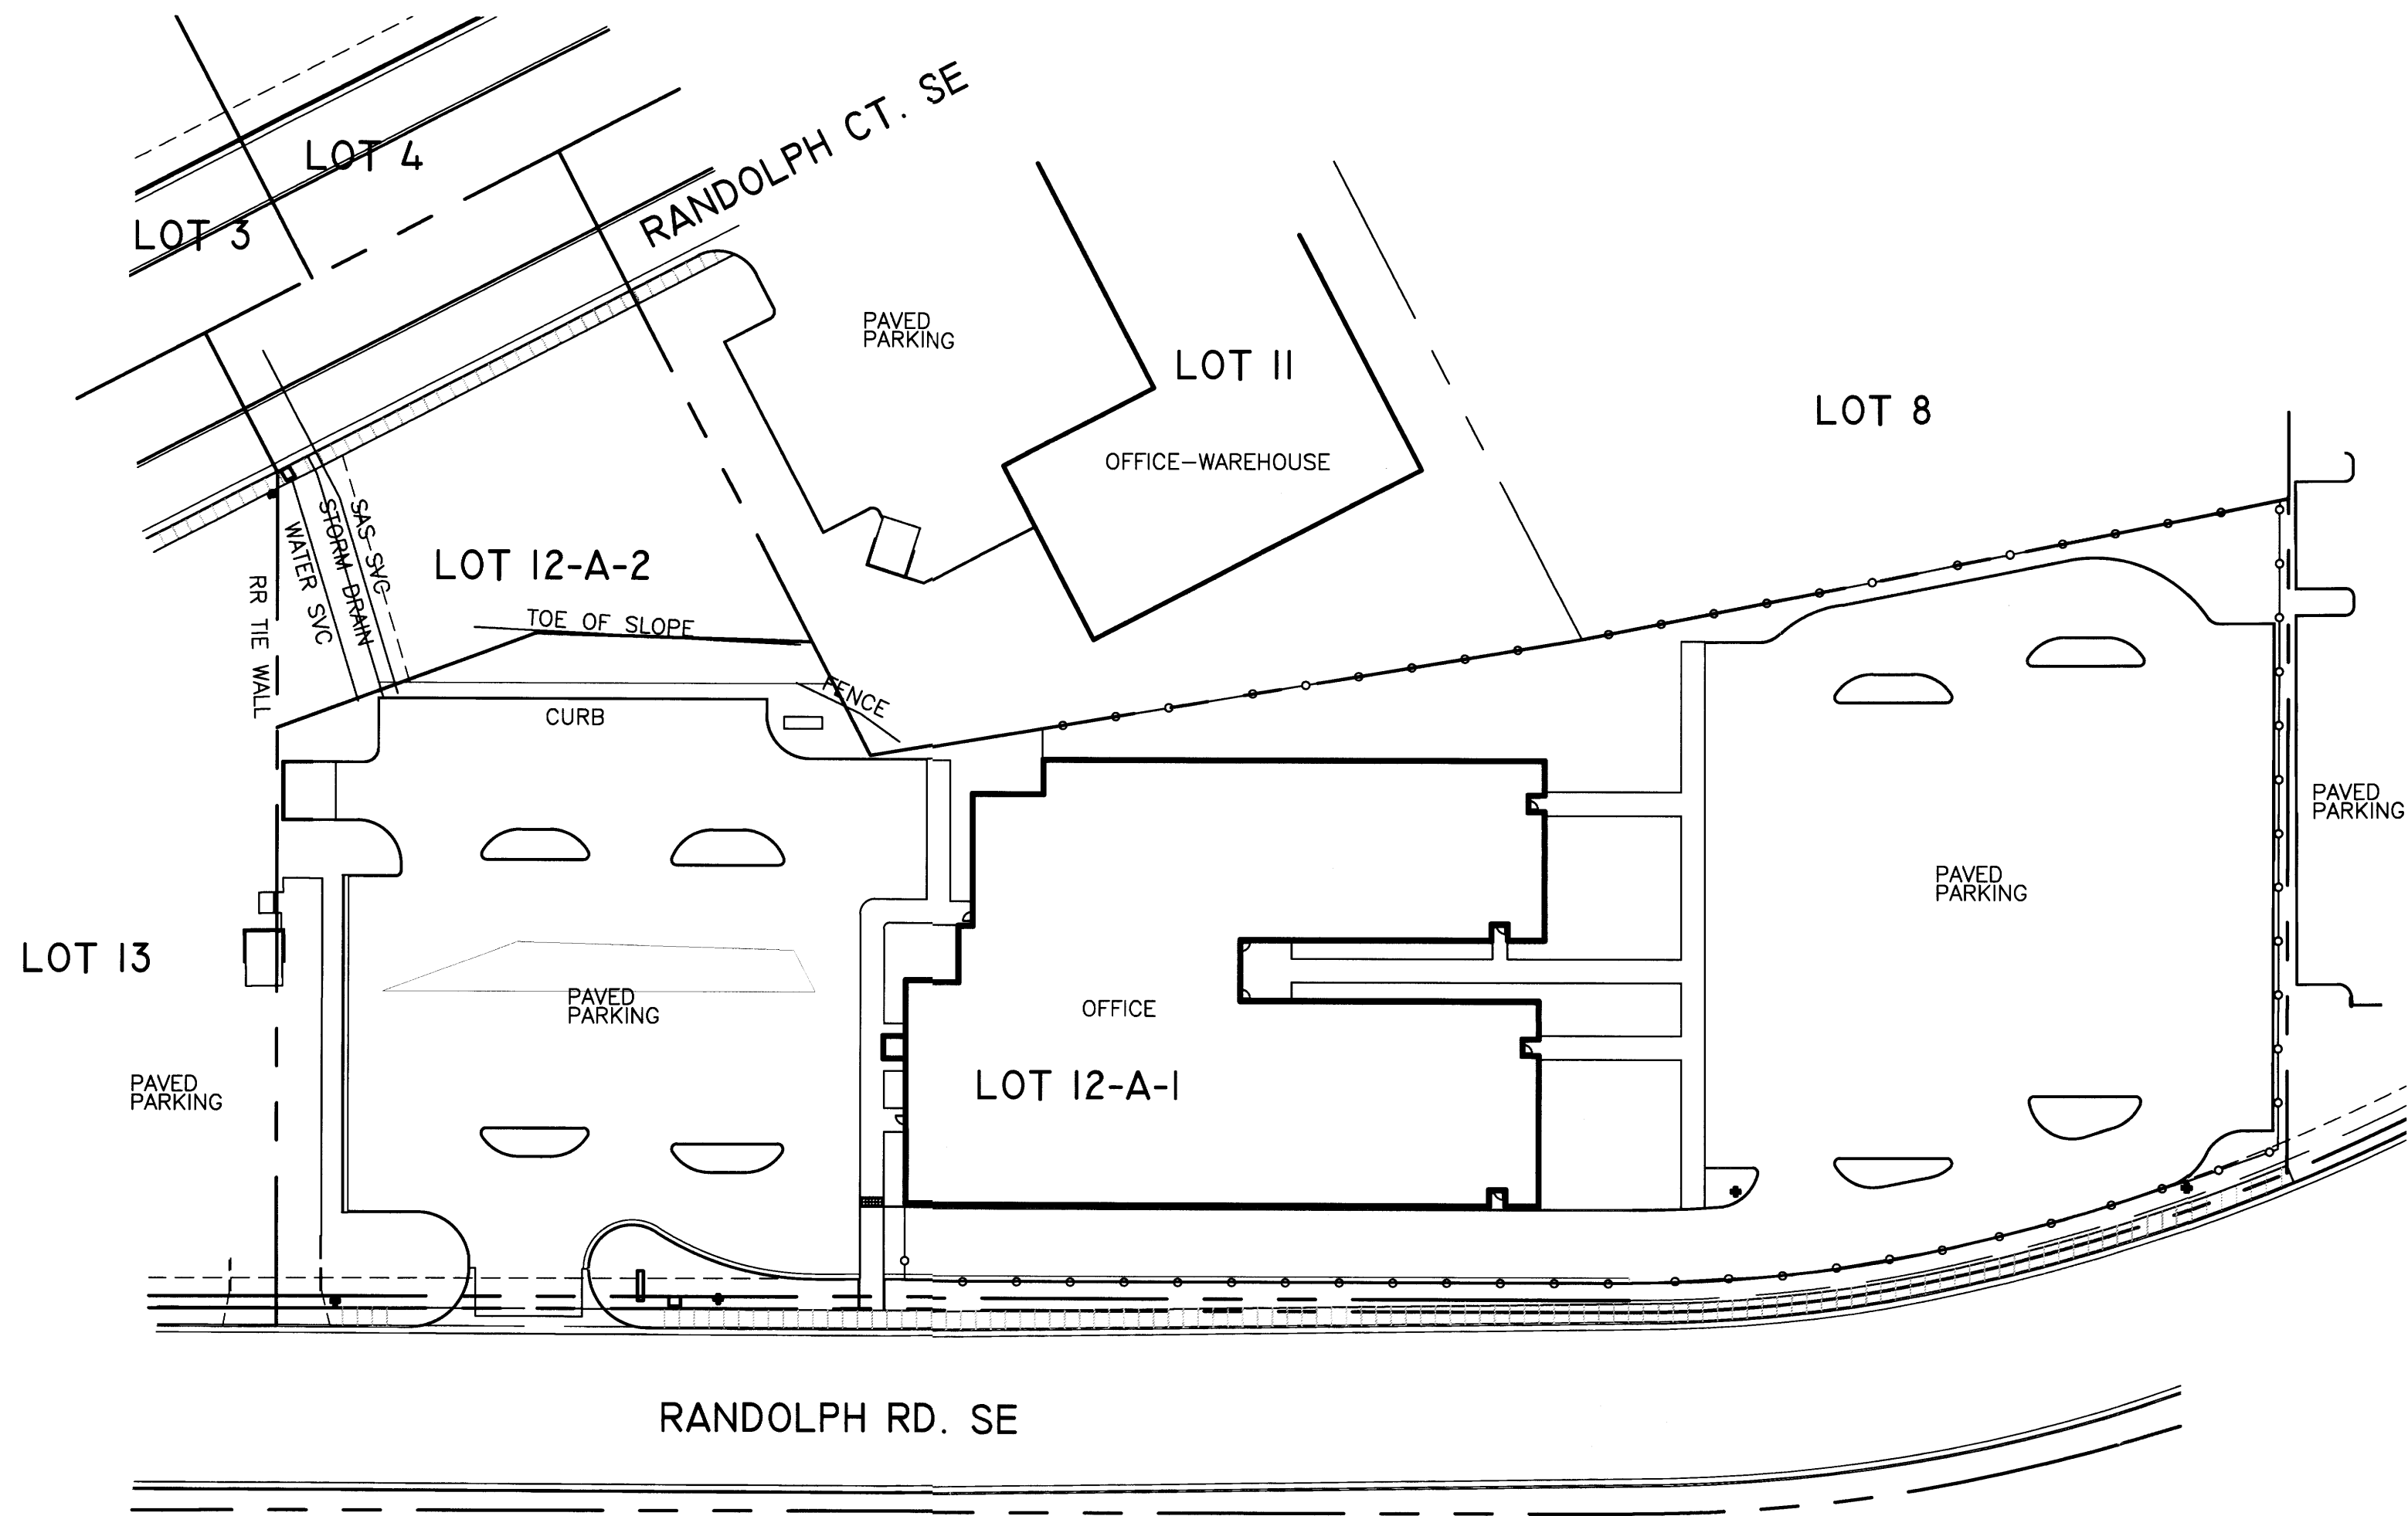 RANDOLPH CT. SE
LOT 4
LOT 3
PAVED
PARKING
LOT 11
OFFICE-WAREHOUSE
LOT 8
SAS SVC
STORM DRAIN
WATER SVC
RR TIE WALL
LOT 12-A-2
TOE OF SLOPE
FENCE
CURB
PAVED
PARKING
PAVED
PARKING
LOT 13
PAVED
PARKING
OFFICE
LOT 12-A-1
PAVED
PARKING
RANDOLPH RD. SE